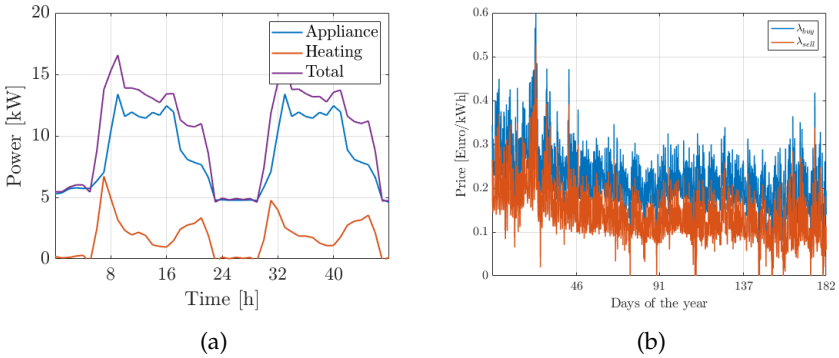 20
15
10
5
0
8
16
24
32
40
Power [kW]
Time [h]
Appliance
Heating
Total
(a)
0.6
0.5
0.4
0.3
0.2
0.1
0
46
91
137
182
Price [Euro/kWh]
Days of the year
λbuy
λsell
(b)